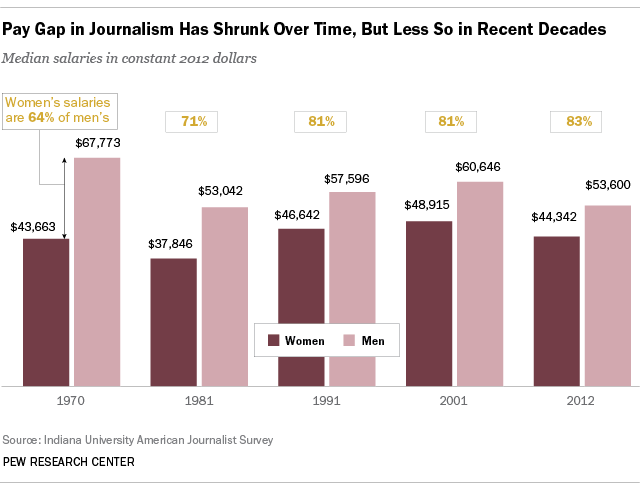 Pay Gap in Journalism Has Shrunk Over Time, But Less So in Recent Decades
Median salaries in constant 2012 dollars
Women's salaries
are 64% of men's
71%
81%
81%
83%
$67,773
$43,663
$53,042
$37,846
$57,596
$46,642
$60,646
$48,915
$53,600
$44,342
Women
Men
1970
1981
1991
2001
2012
Source: Indiana University American Journalist Survey
PEW RESEARCH CENTER